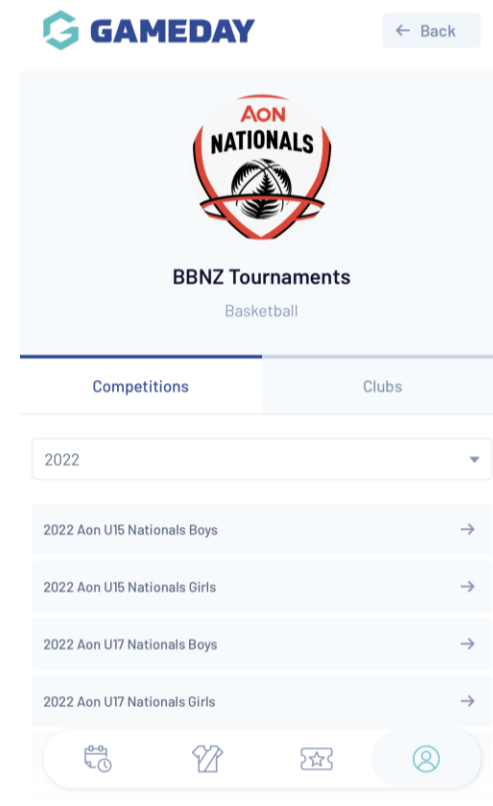 GAMEDAY
← Back
AON
NATIONALS
BBNZ Tournaments
Basketball
Competitions
Clubs
2022
2022 Aon U15 Nationals Boys
2022 Aon U15 Nationals Girls
2022 Aon U17 Nationals Boys
2022 Aon U17 Nationals Girls